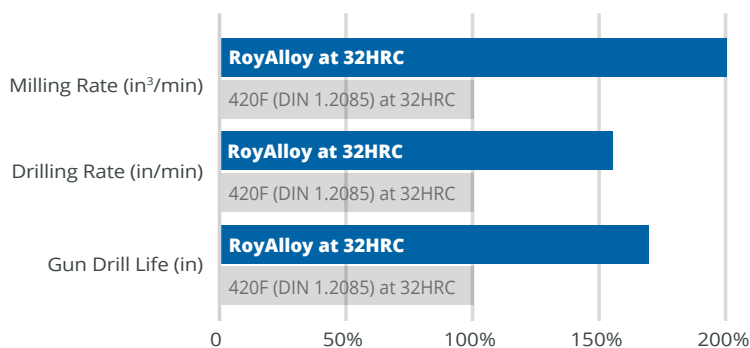 RoyAlloy at 32HRC
Milling Rate (in³/min)
420F (DIN 1.2085) at 32HRC
RoyAlloy at 32HRC
Drilling Rate (in/min)
420F (DIN 1.2085) at 32HRC
RoyAlloy at 32HRC
Gun Drill Life (in)
420F (DIN 1.2085) at 32HRC
0 50% 100% 150% 200%